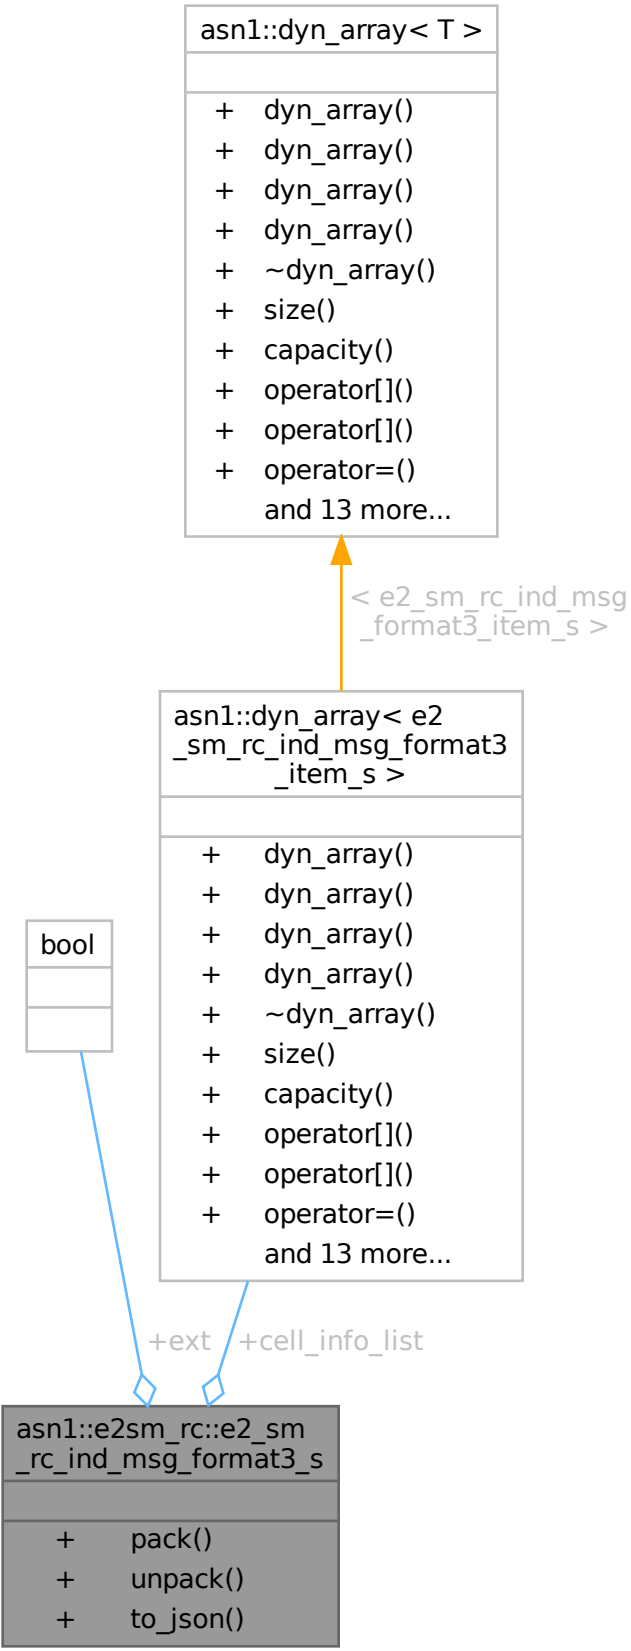 asn1::dyn_array< T >
+ dyn_array()
+ dyn_array()
+ dyn_array()
+ dyn_array()
+ ~dyn_array()
+ size()
+ capacity()
+ operator[]()
+ operator[]()
+ operator=()
and 13 more...
< e2_sm_rc_ind_msg
_format3_item_s >
asn1::dyn_array< e2
_sm_rc_ind_msg_format3
_item_s >
+ dyn_array()
+ dyn_array()
+ dyn_array()
+ dyn_array()
+ ~dyn_array()
+ size()
+ capacity()
+ operator[]()
+ operator[]()
+ operator=()
and 13 more...
bool
+ext
+cell_info_list
asn1::e2sm_rc::e2_sm
_rc_ind_msg_format3_s
+ pack()
+ unpack()
+ to_json()